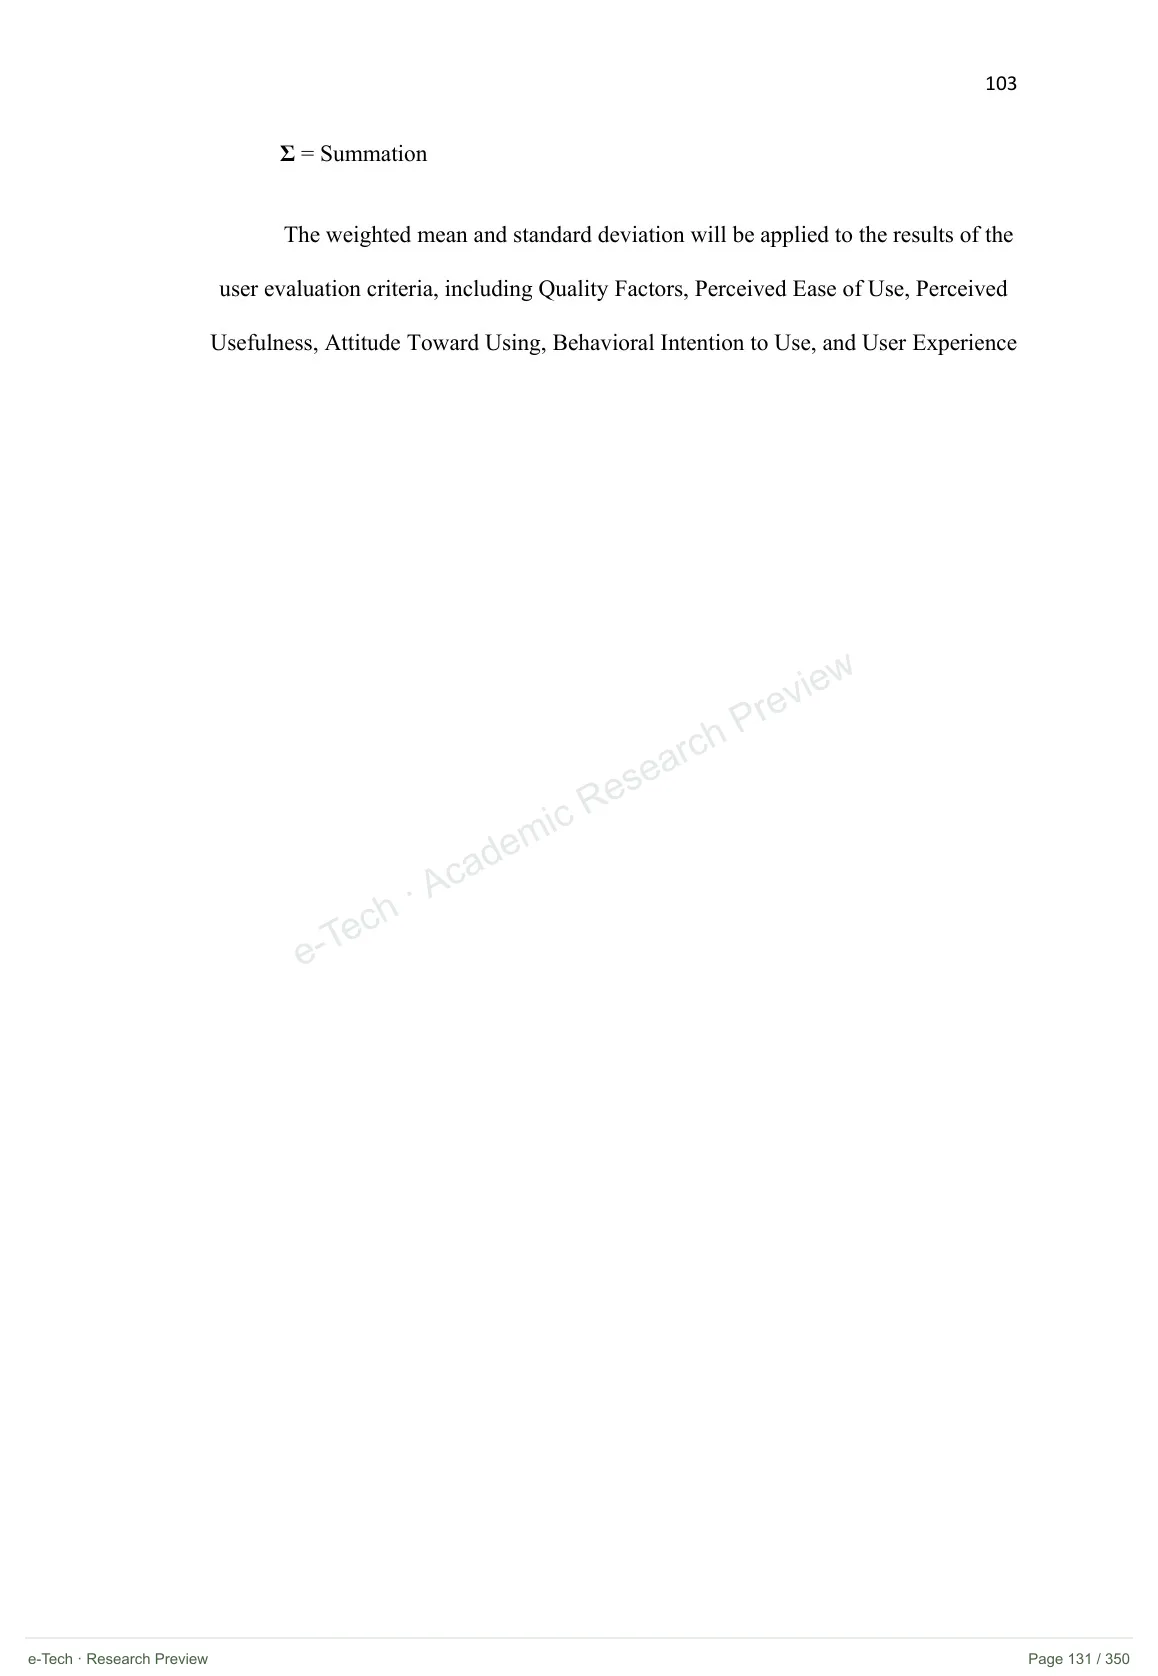 103
Σ = Summation
The weighted mean and standard deviation will be applied to the results of the
user evaluation criteria, including Quality Factors, Perceived Ease of Use, Perceived
Usefulness, Attitude Toward Using, Behavioral Intention to Use, and User Experience
e-Tech · Academic Research Preview
e-Tech · Research Preview
Page 131 / 350